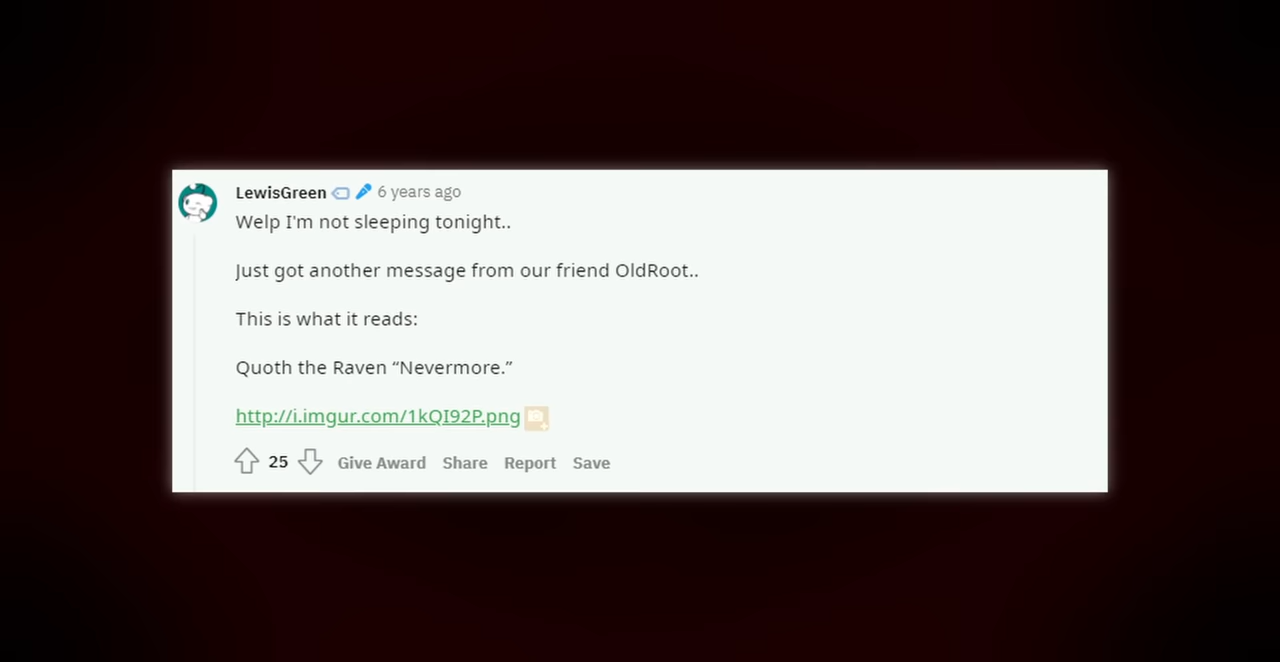 LewisGreen 6 years ago
Welp I'm not sleeping tonight..
Just got another message from our friend OldRoot..
This is what it reads:
Quoth the Raven “Nevermore.”
http://i.imgur.com/1kQI92P.png
25 Give Award Share Report Save